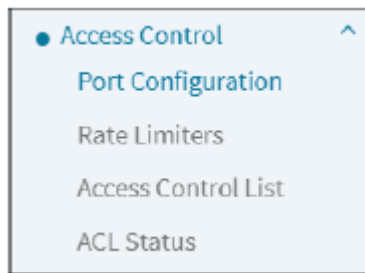 Access Control
Port Configuration
Rate Limiters
Access Control List
ACL Status